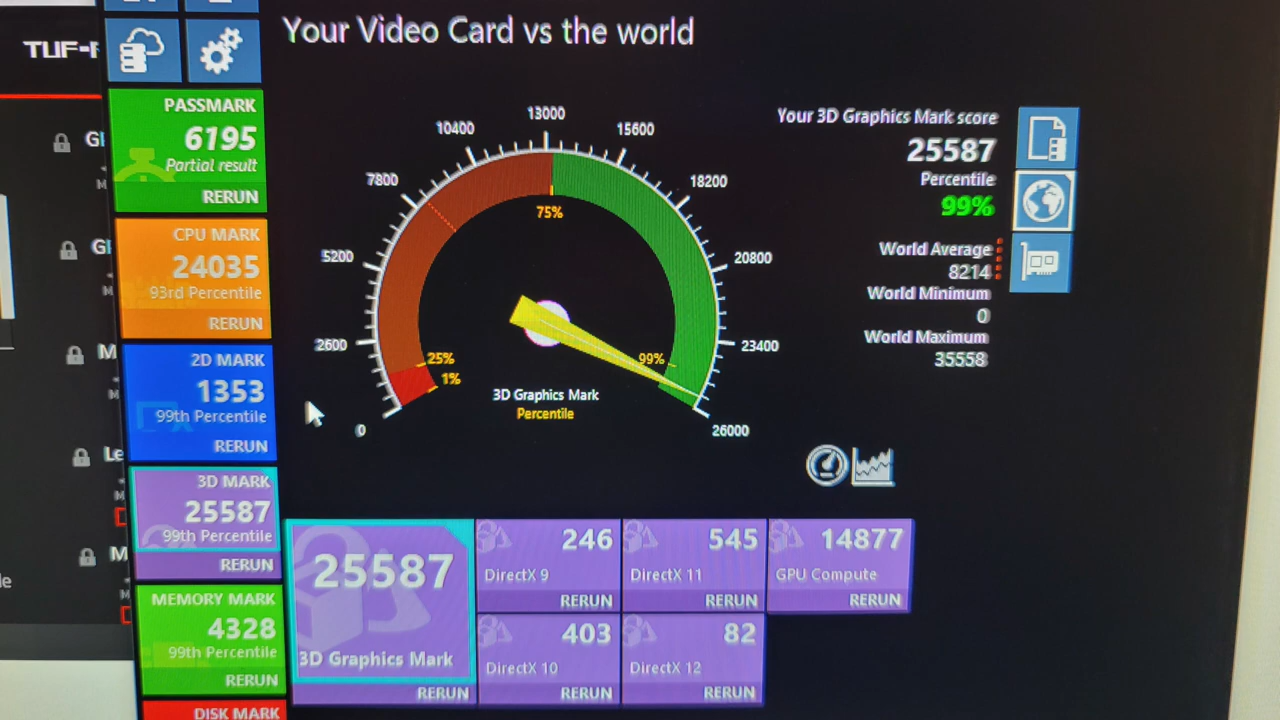 Your Video Card vs the world
TUF-
PASSMARK
6195
Partial result
RERUN
CPU MARK
24035
93rd Percentile
RERUN
2D MARK
1353
99th Percentile
RERUN
3D MARK
25587
99th Percentile
RERUN
MEMORY MARK
4328
99th Percentile
RERUN
DISK MARK
0
2600
5200
7800
10400
13000
15600
18200
20800
23400
26000
1%
25%
75%
99%
3D Graphics Mark
Percentile
Your 3D Graphics Mark score
25587
Percentile
99%
World Average
8214
World Minimum
0
World Maximum
35558
25587
3D Graphics Mark
RERUN
246
DirectX 9
RERUN
545
DirectX 11
RERUN
14877
GPU Compute
RERUN
403
DirectX 10
RERUN
82
DirectX 12
RERUN